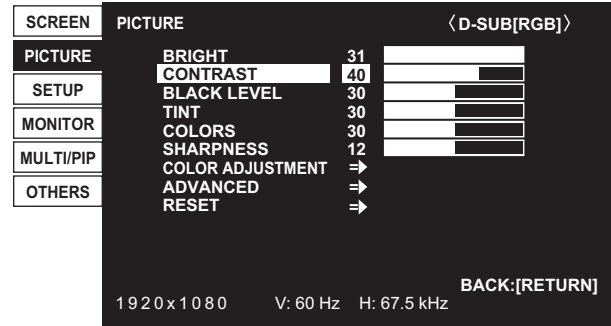 SCREEN
PICTURE
SETUP
MONITOR
MULTI/PIP
OTHERS
PICTURE 〈D-SUB[RGB]〉
BRIGHT 31
CONTRAST 40
BLACK LEVEL 30
TINT 30
COLORS 30
SHARPNESS 12
COLOR ADJUSTMENT
ADVANCED
RESET
BACK:[RETURN]
1920x1080 V: 60 Hz H: 67.5 kHz